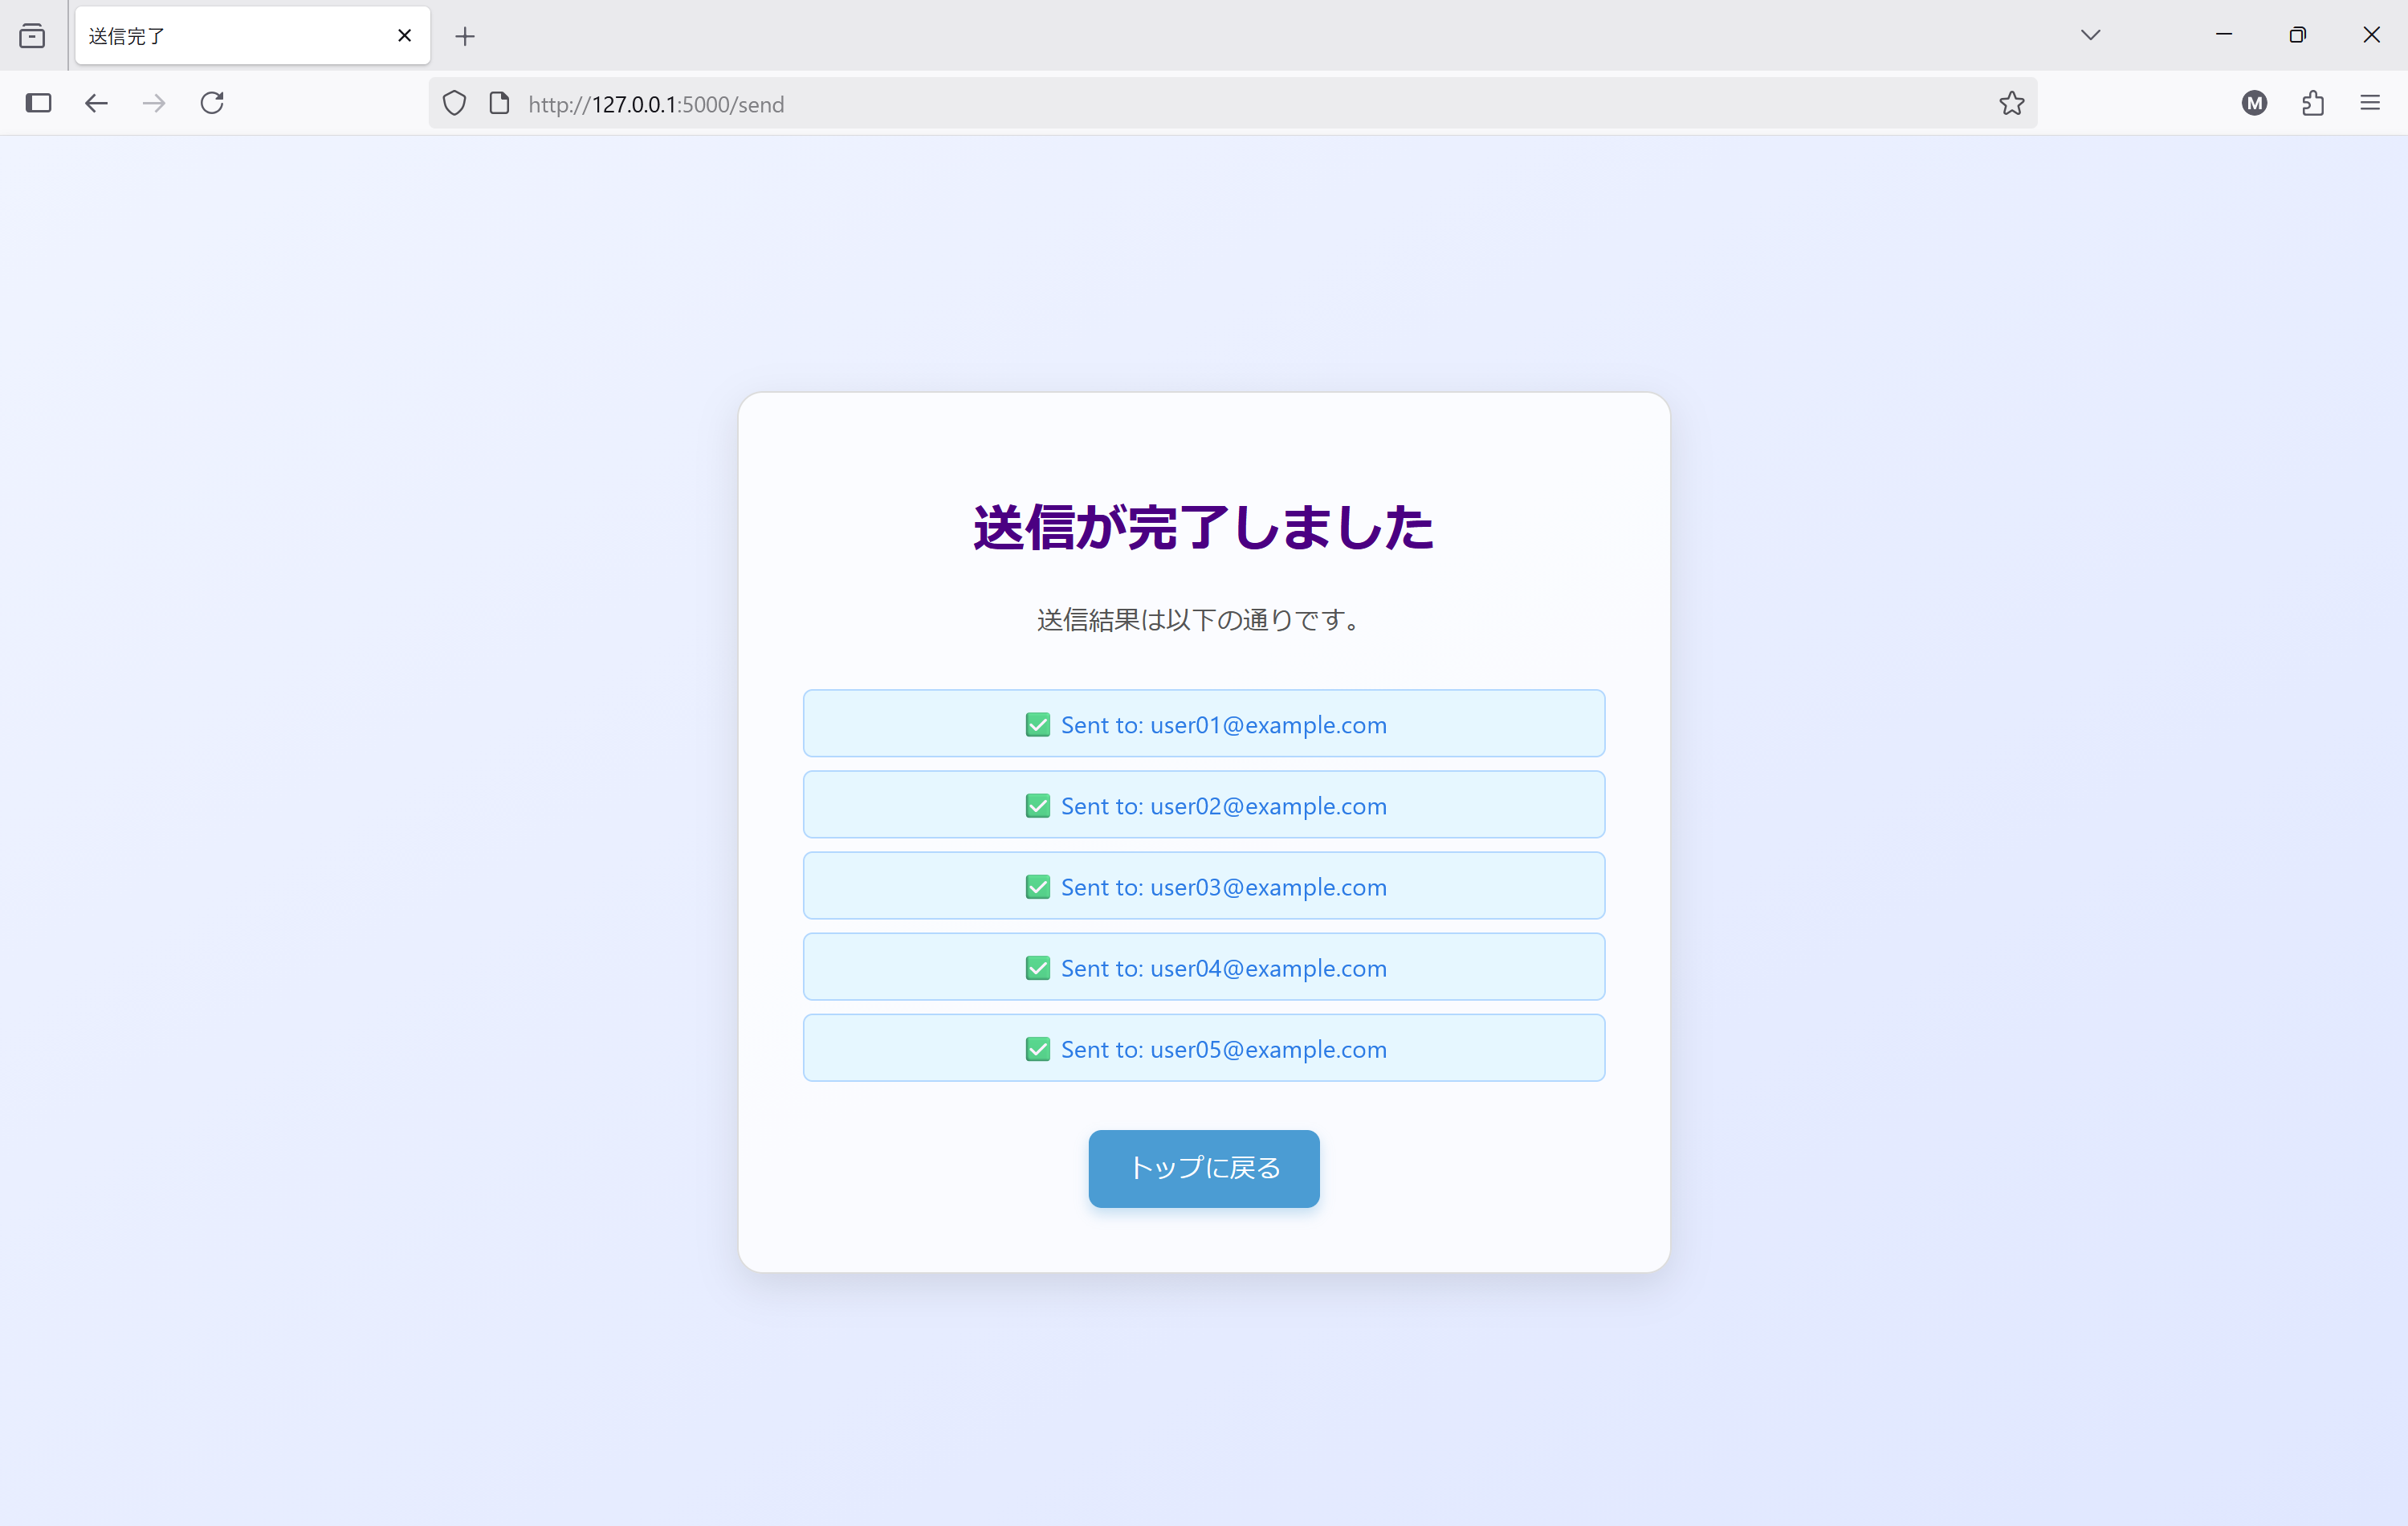 送信完了
http://127.0.0.1:5000/send
M
送信が完了しました
送信結果は以下の通りです。
✅ Sent to: user01@example.com
✅ Sent to: user02@example.com
✅ Sent to: user03@example.com
✅ Sent to: user04@example.com
✅ Sent to: user05@example.com
トップに戻る